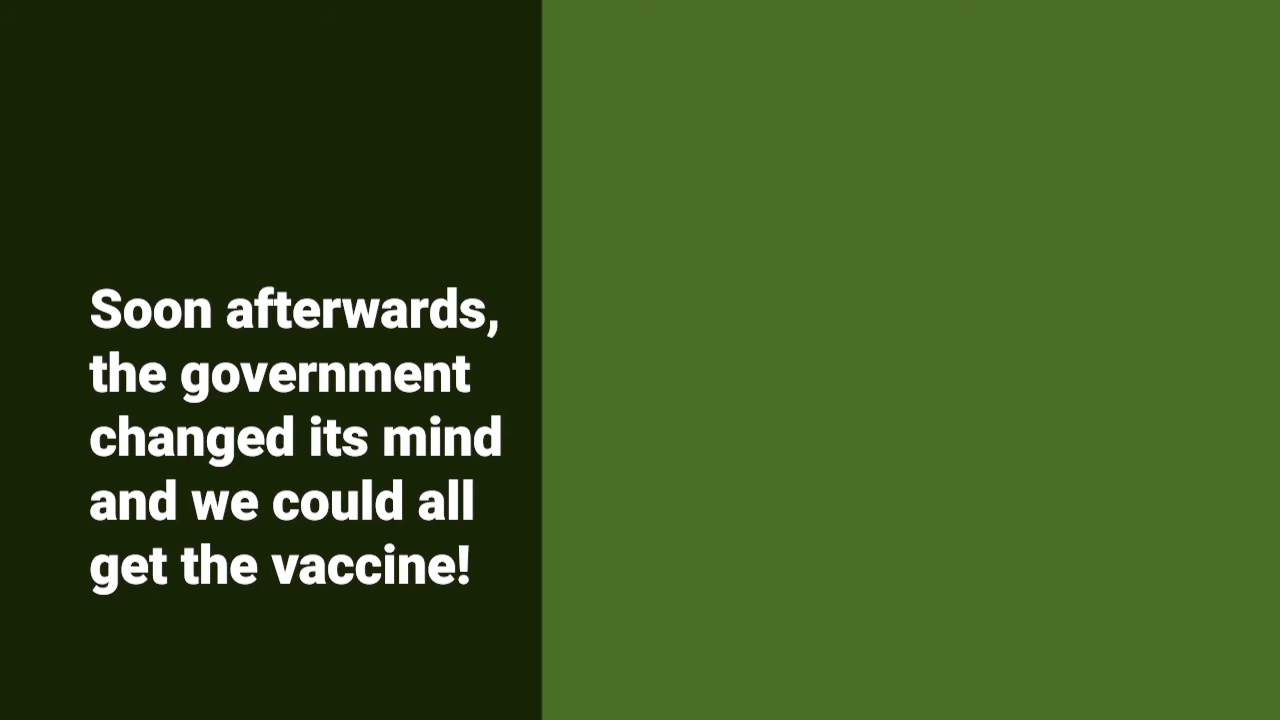 Soon afterwards,
the government
changed its mind
and we could all
get the vaccine!